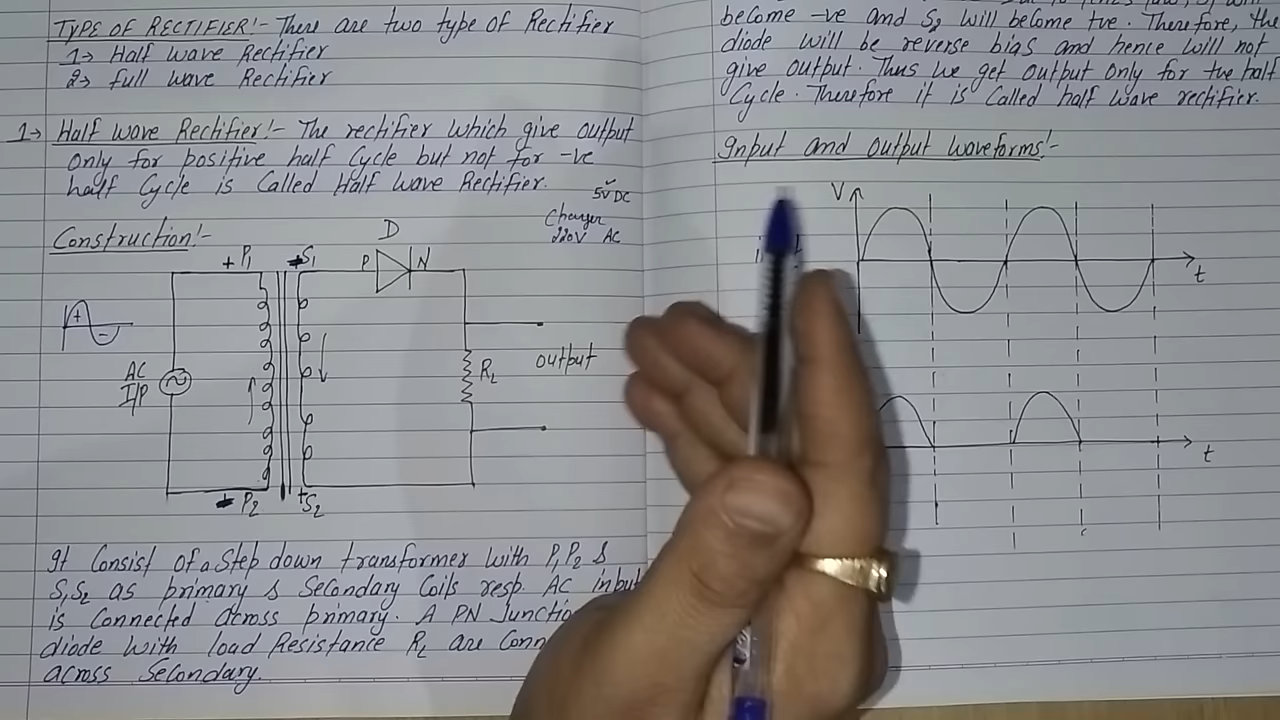 TYPE OF RECTIFIER:- There are two type of Rectifier
1→ Half wave Rectifier
2→ full wave Rectifier
1→ Half wave Rectifier:- The rectifier which give output
only for positive half Cycle but not for -ve
half Cycle is Called Half wave Rectifier.
5V DC
Charger
220V AC
Construction:-
+ P1
S1
D
P
N
+
-
AC
I/P
RL
output
P2
+S2
It Consist of a Step down transformer with P1P2 &
S1S2 as primary & Secondary Coils resp. AC input
is connected across primary. A PN Junctio
diode with load Resistance RL are Conn
across Secondary.
become -ve and S2 will become +ve. Therefore, the
diode will be reverse bias and hence will not
give output. Thus we get output only for +ve half
Cycle. Therefore it is Called half wave rectifier.
Input and output waveforms:-
V
t
t